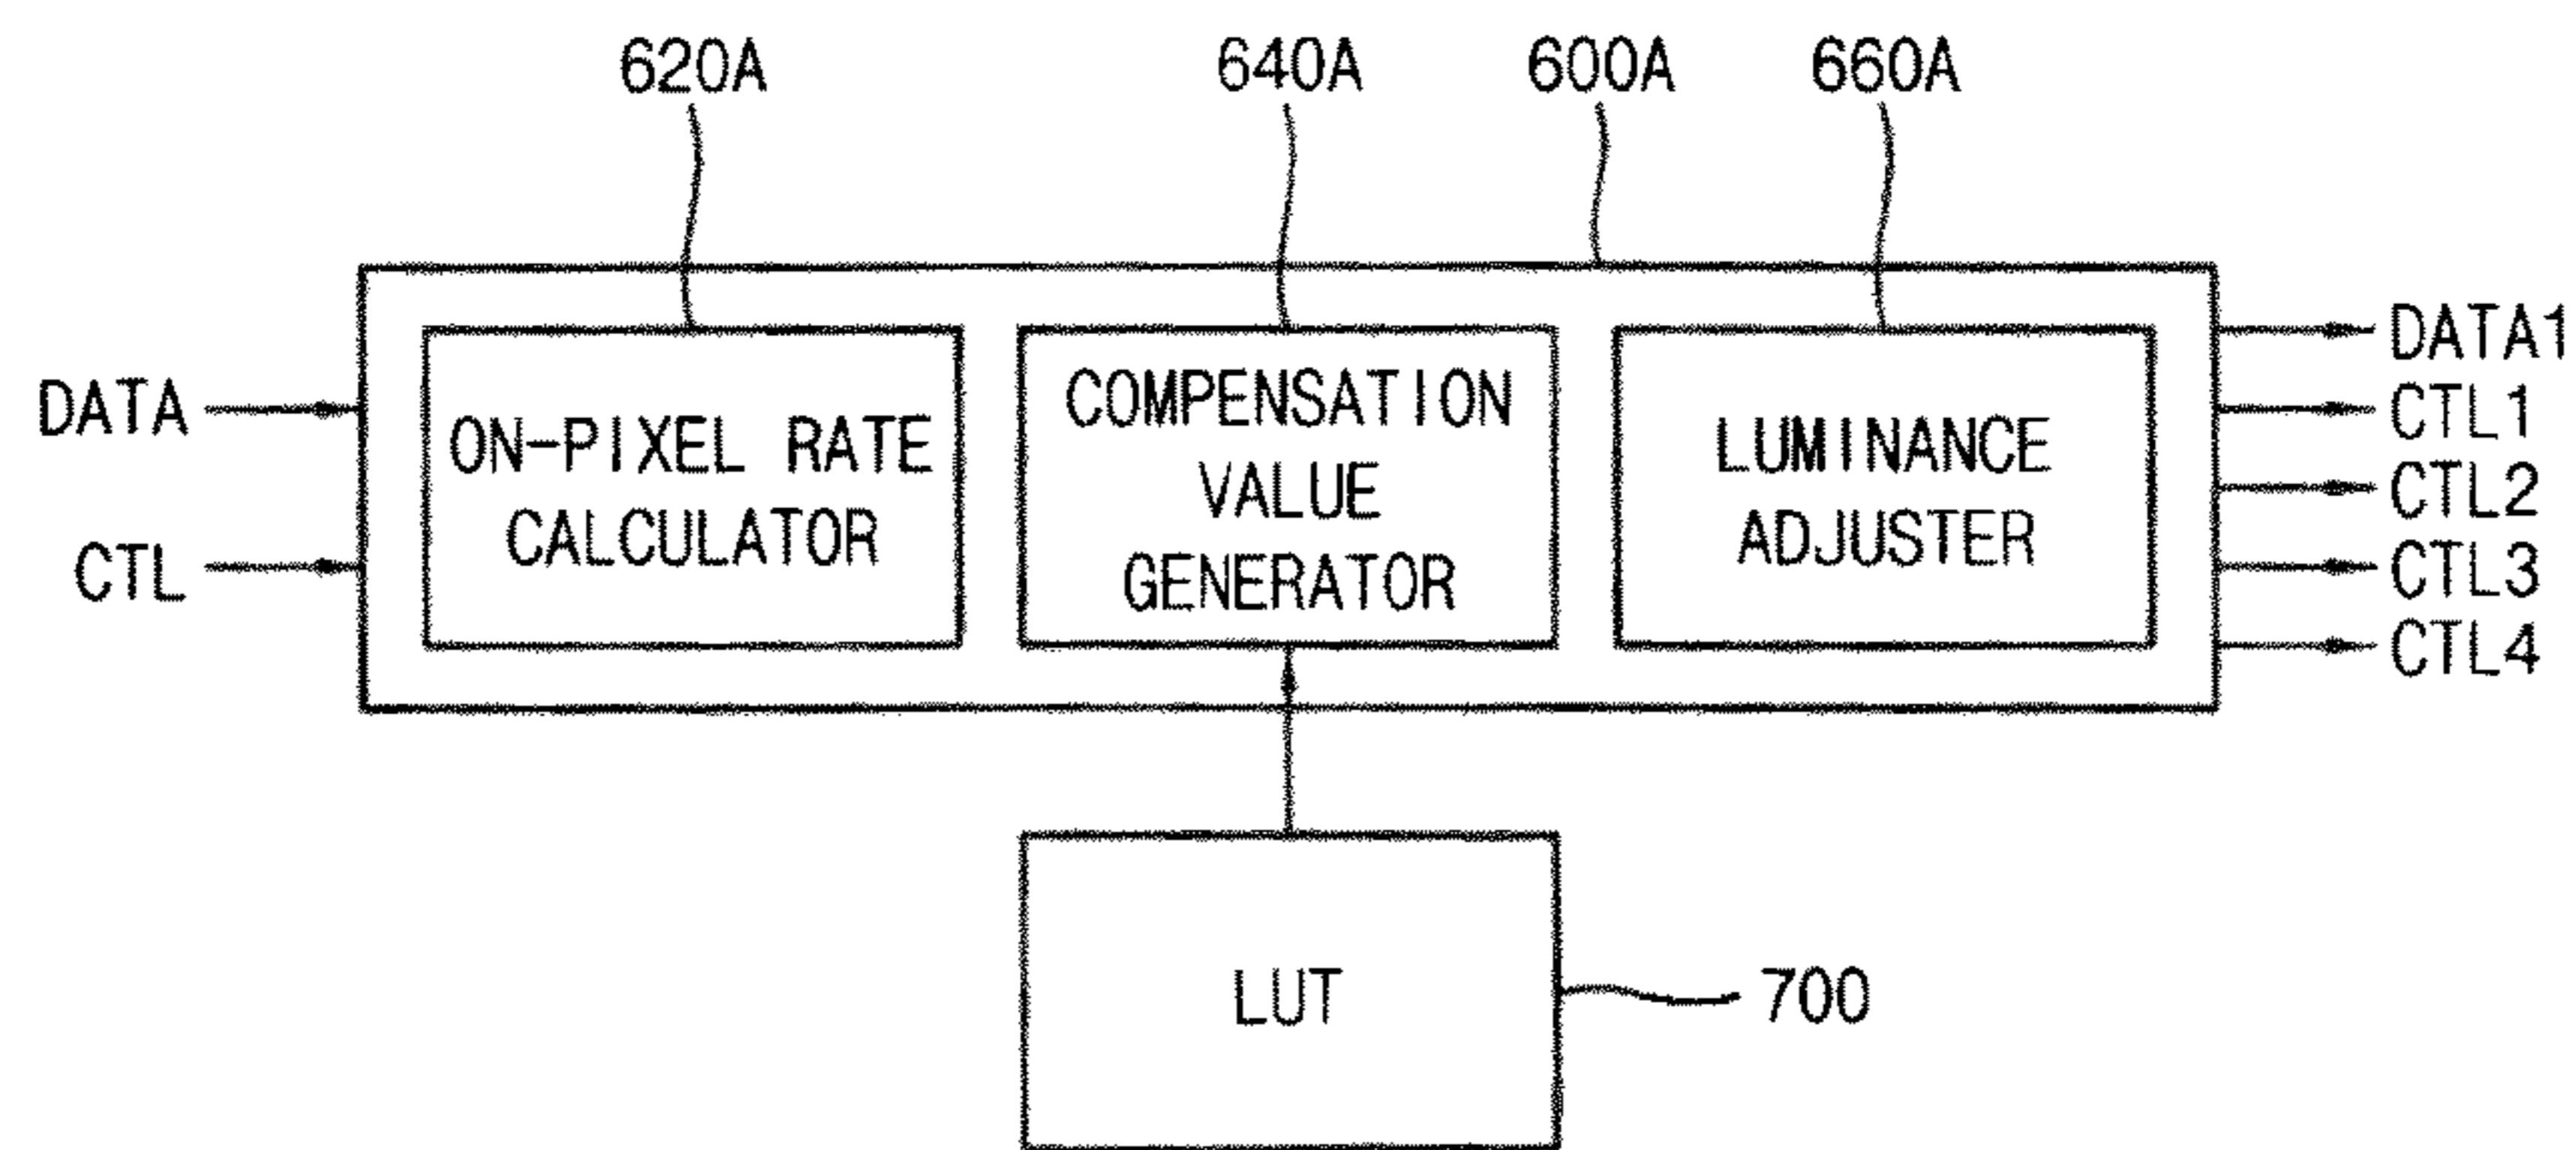 620A 640A 600A 660A
DATA
CTL
ON-PIXEL RATE
CALCULATOR
COMPENSATION
VALUE
GENERATOR
LUMINANCE
ADJUSTER
DATA1
CTL1
CTL2
CTL3
CTL4
LUT
700